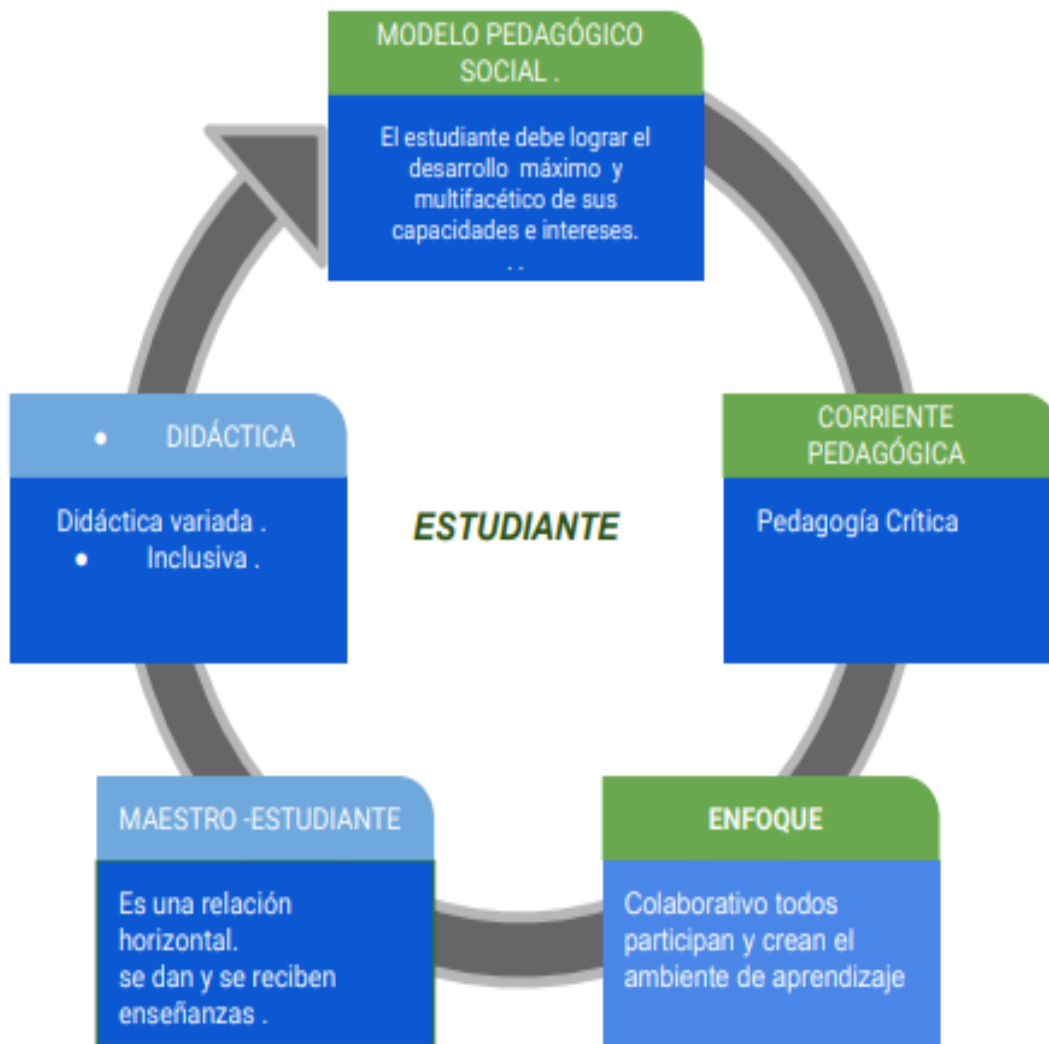 MODELO PEDAGÓGICO
SOCIAL .
El estudiante debe lograr el
desarrollo máximo y
multifacético de sus
capacidades e intereses.
. .
CORRIENTE
PEDAGÓGICA
Pedagogía Crítica
ENFOQUE
Colaborativo todos
participan y crean el
ambiente de aprendizaje
MAESTRO -ESTUDIANTE
Es una relación
horizontal.
se dan y se reciben
enseñanzas .
● DIDÁCTICA
Didáctica variada .
● Inclusiva .
ESTUDIANTE